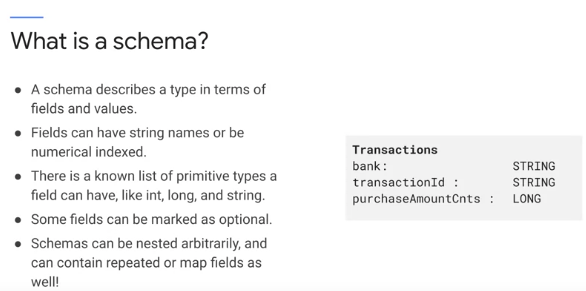 What is a schema?
A schema describes a type in terms of
fields and values.
Fields can have string names or be
numerical indexed.
There is a known list of primitive types a
field can have, like int, long, and string.
Some fields can be marked as optional.
Schemas can be nested arbitrarily, and
can contain repeated or map fields as
well!
Transactions
bank: STRING
transactionId : STRING
purchaseAmountCnts : LONG